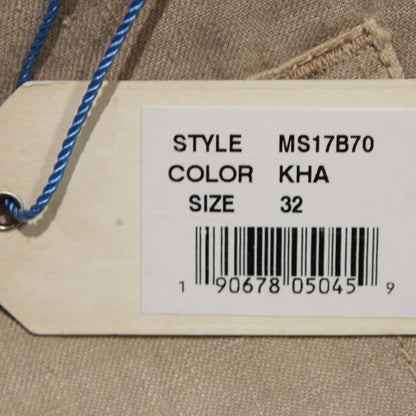 STYLE MS17B70
COLOR KHA
SIZE 32
1 90678 05045 9